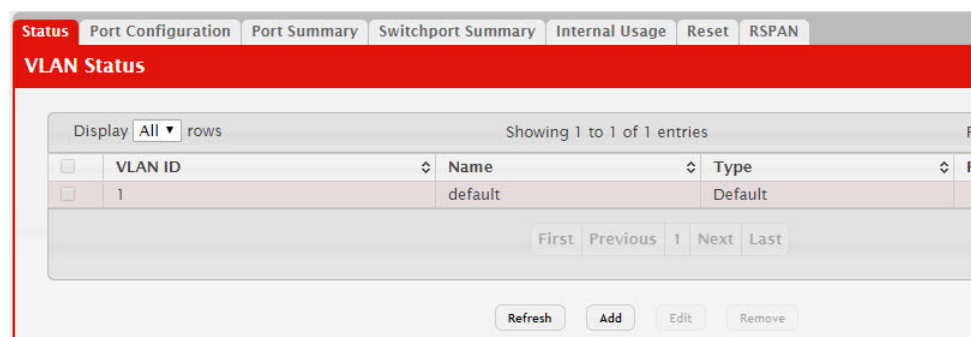 Status Port Configuration Port Summary Switchport Summary Internal Usage Reset RSPAN
VLAN Status
Display All rows Showing 1 to 1 of 1 entries
VLAN ID Name Type
1 default Default
First Previous 1 Next Last
Refresh Add Edit Remove